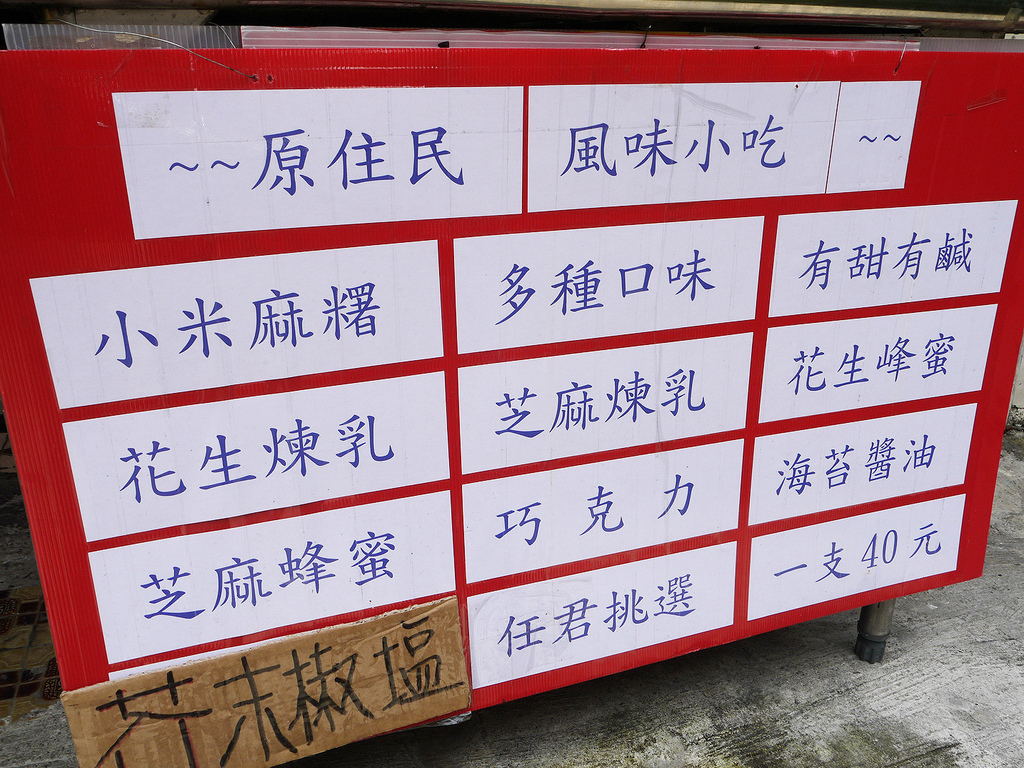 ~~原住民 風味小吃 ~~
小米麻糬 多種口味 有甜有鹹
花生煉乳 芝麻煉乳 花生峰蜜
芝麻蜂蜜 巧克力 海苔醬油
任君挑選 一支40元
芥末椒塩